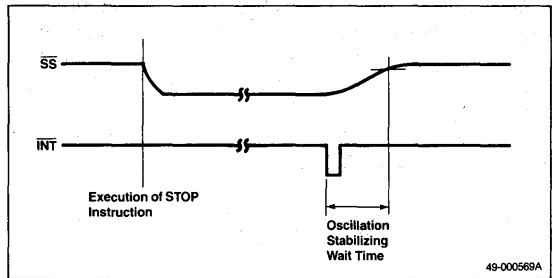 SS
INT
Execution of STOP
Instruction
Oscillation
Stabilizing
Wait Time
49-000569A